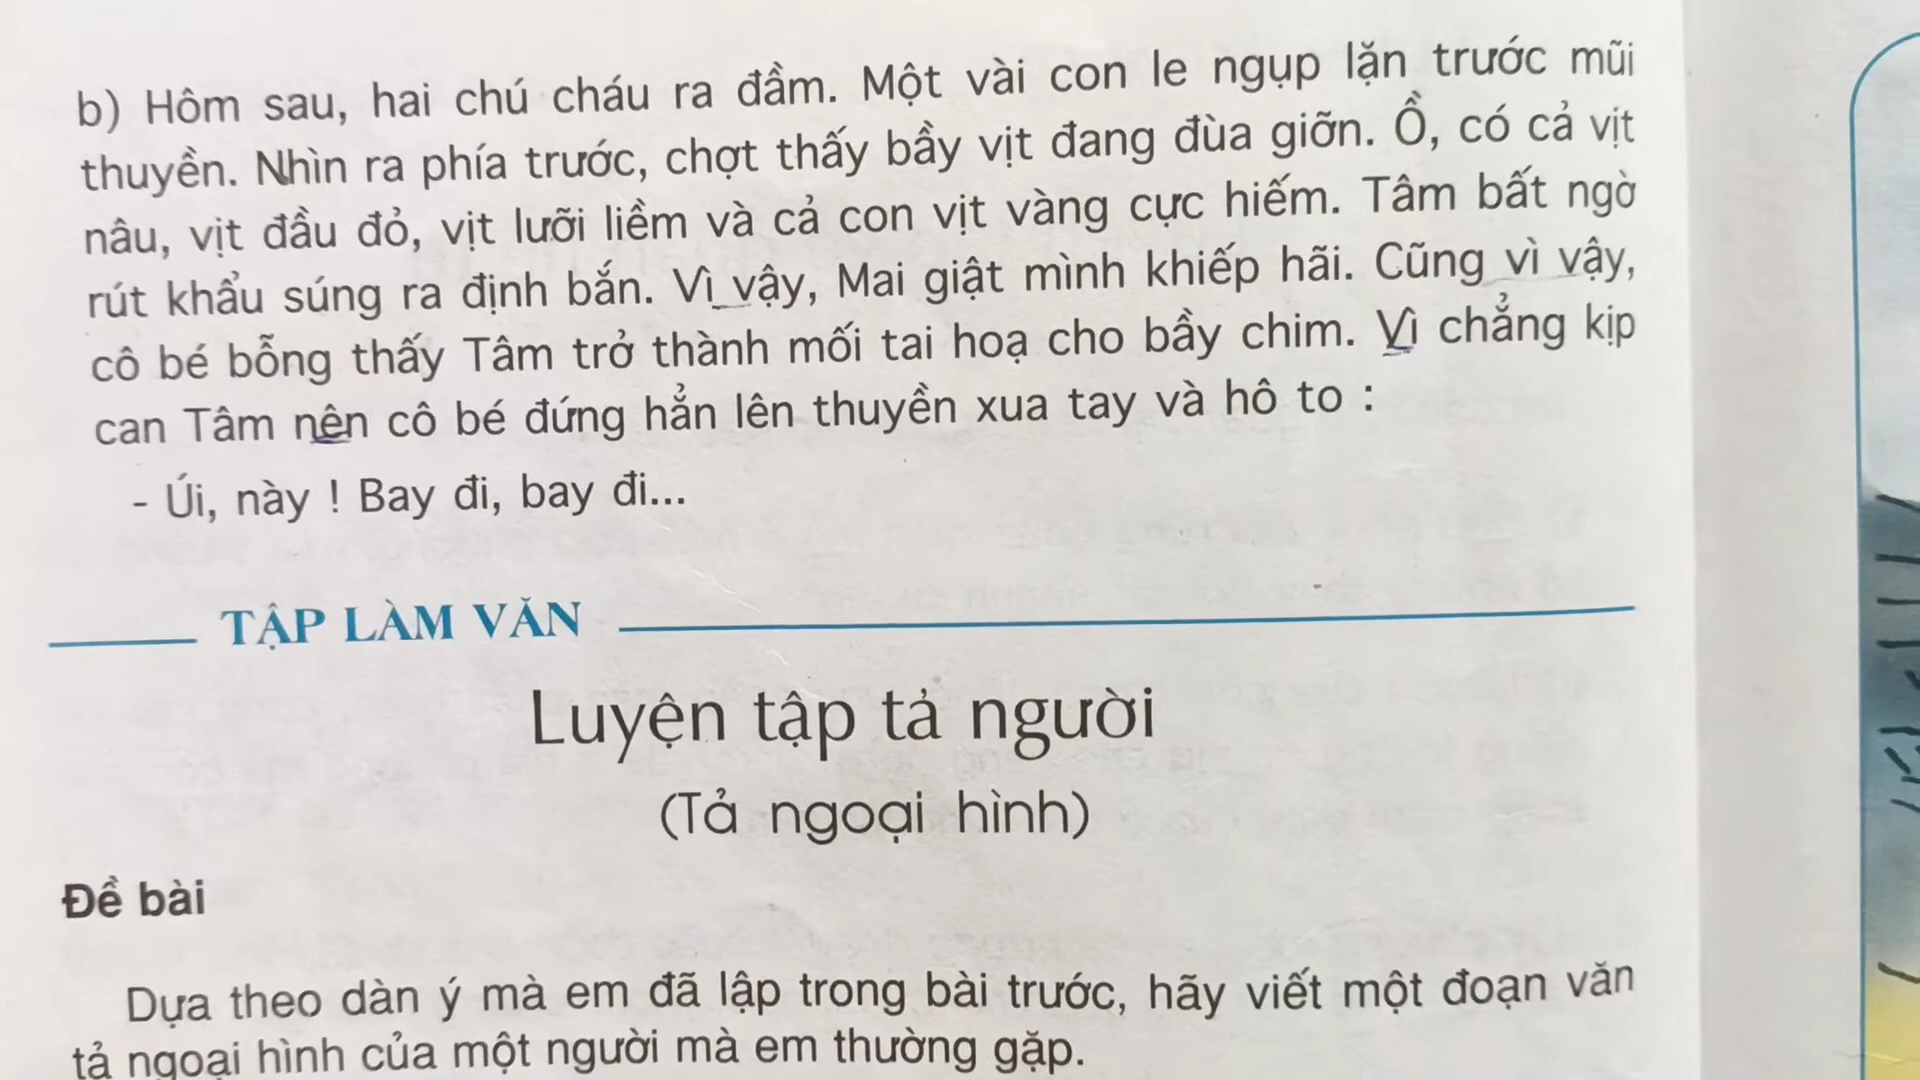 b) Hôm sau, hai chú cháu ra đầm. Một vài con le ngụp lặn trước mũi
thuyền. Nhìn ra phía trước, chợt thấy bầy vịt đang đùa giỡn. Ồ, có cả vịt
nâu, vịt đầu đỏ, vịt lưỡi liềm và cả con vịt vàng cực hiếm. Tâm bất ngờ
rút khẩu súng ra định bắn. Vì vậy, Mai giật mình khiếp hãi. Cũng vì vậy,
cô bé bỗng thấy Tâm trở thành mối tai hoạ cho bầy chim. Vì chẳng kịp
can Tâm nên cô bé đứng hẳn lên thuyền xua tay và hô to :
- Úi, này ! Bay đi, bay đi...
TẬP LÀM VĂN
Luyện tập tả người
(Tả ngoại hình)
Đề bài
Dựa theo dàn ý mà em đã lập trong bài trước, hãy viết một đoạn văn
tả ngoại hình của một người mà em thường gặp.